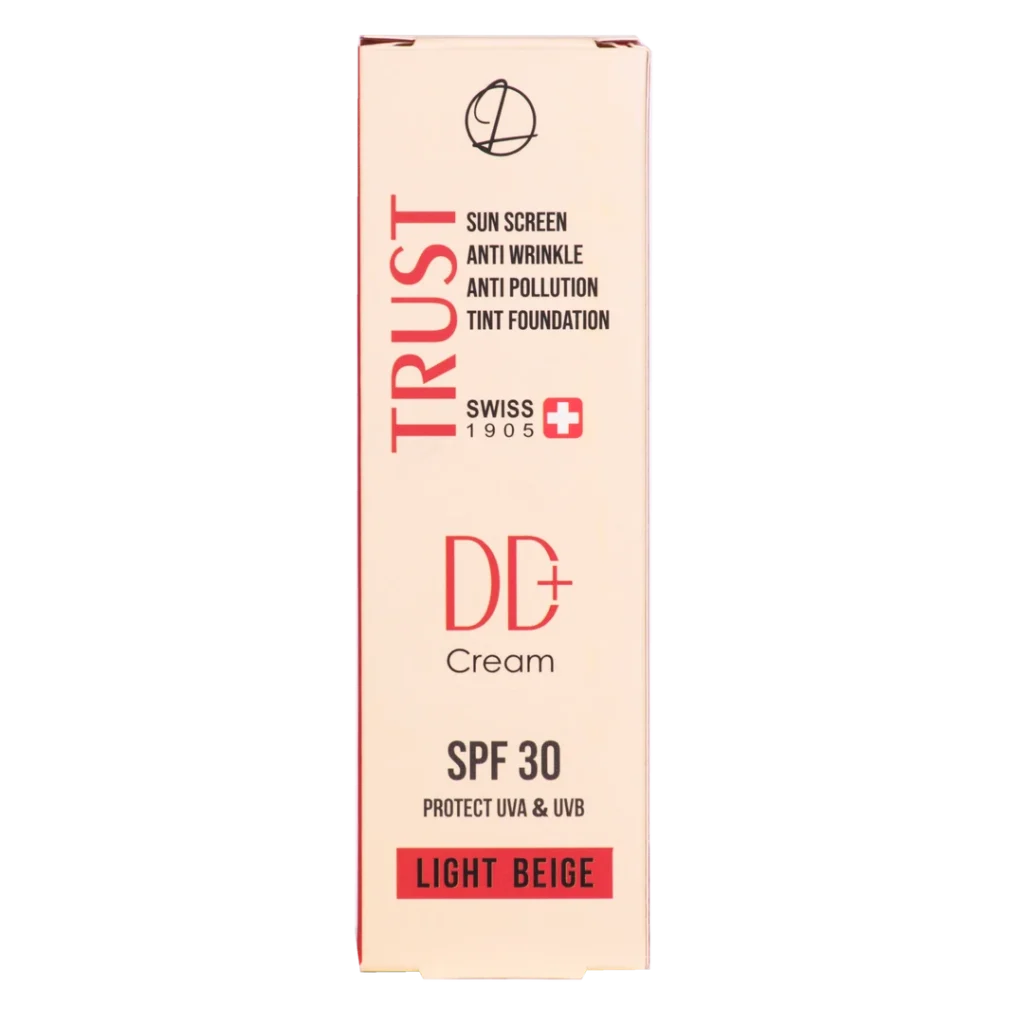 TRUST
SUN SCREEN
ANTI WRINKLE
ANTI POLLUTION
TINT FOUNDATION
SWISS
1905
DD+
Cream
SPF 30
PROTECT UVA & UVB
LIGHT BEIGE